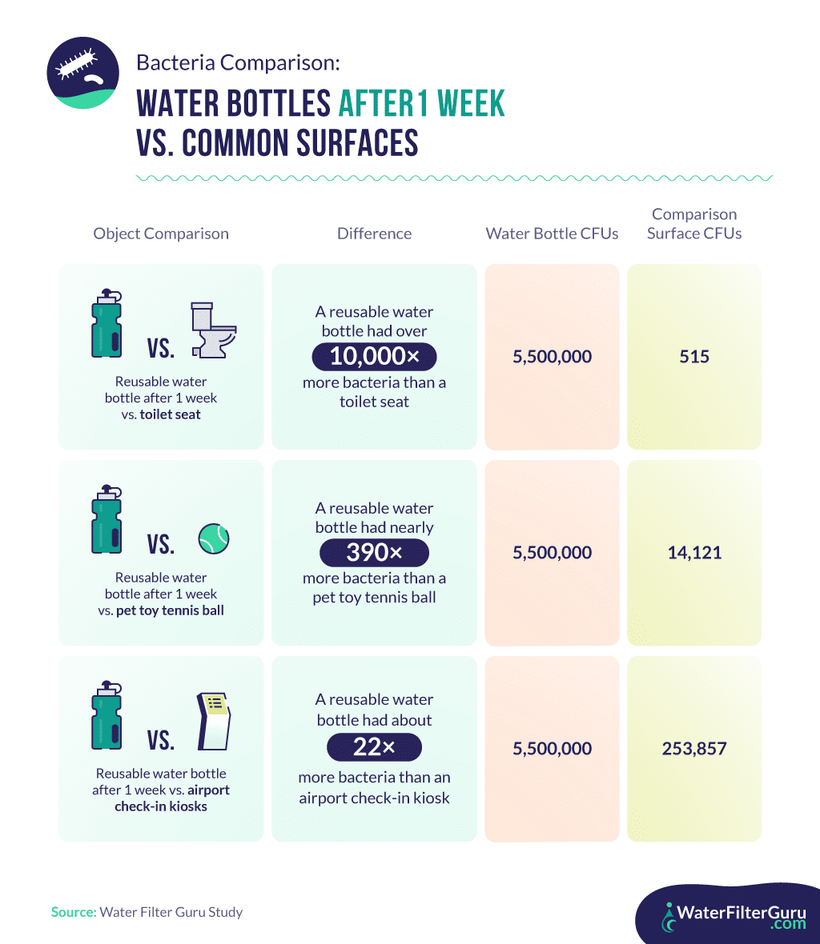 Bacteria Comparison:
WATER BOTTLES AFTER 1 WEEK
VS. COMMON SURFACES
Object Comparison
Difference
Water Bottle CFUs
Comparison
Surface CFUs
VS.
Reusable water
bottle after 1 week
vs. toilet seat
A reusable water
bottle had over
10,000×
more bacteria than a
toilet seat
5,500,000
515
VS.
Reusable water
bottle after 1 week
vs. pet toy tennis ball
A reusable water
bottle had nearly
390×
more bacteria than a
pet toy tennis ball
5,500,000
14,121
VS.
Reusable water bottle
after 1 week vs. airport
check-in kiosks
A reusable water
bottle had about
22×
more bacteria than an
airport check-in kiosk
5,500,000
253,857
Source: Water Filter Guru Study
WaterFilterGuru
.com